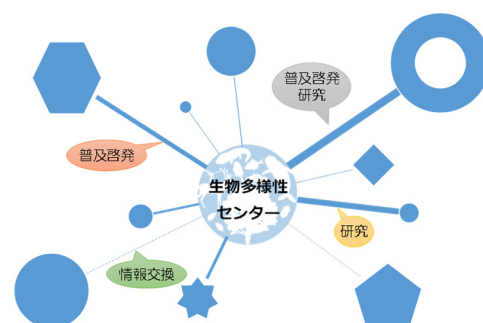 普及啓発
研究
普及啓発
生物多様性
センター
研究
情報交換